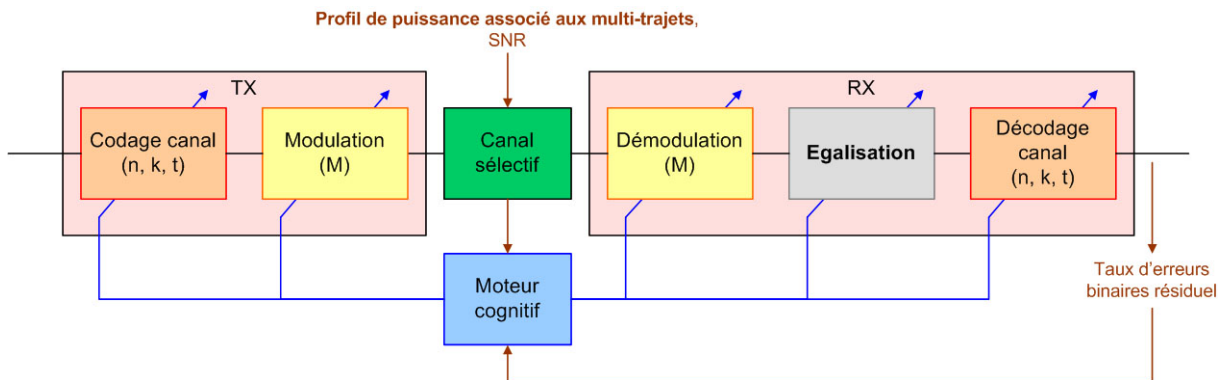 Profil de puissance associé aux multi-trajets,
SNR
TX
RX
Codage canal
(n, k, t)
Modulation
(M)
Canal
sélectif
Démodulation
(M)
Egalisation
Décodage
canal
(n, k, t)
Moteur
cognitif
Taux d'erreurs
binaires résiduel